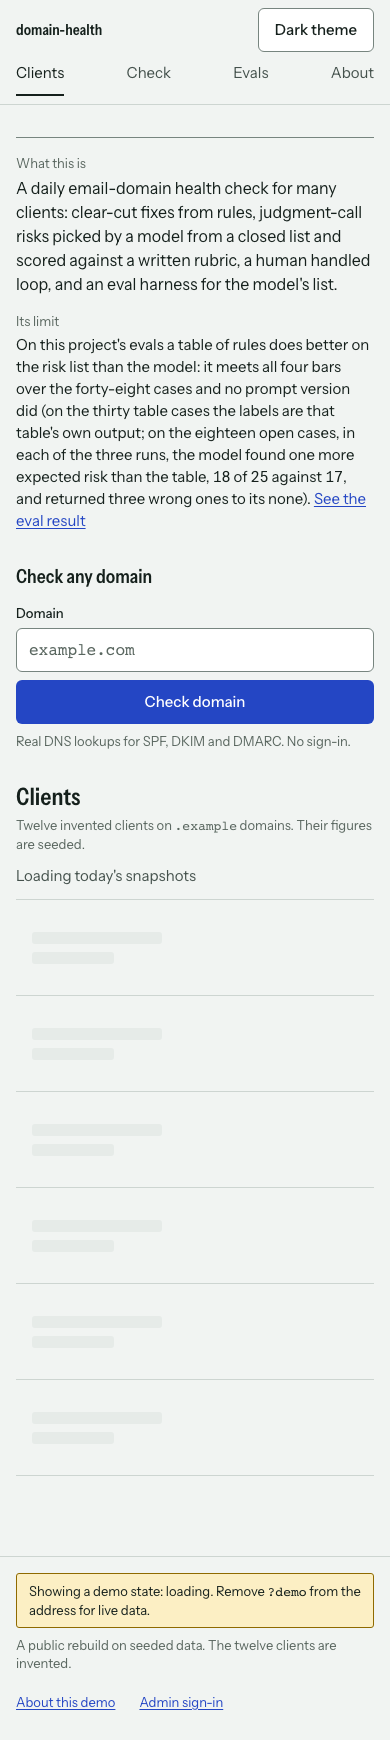 domain-health
Dark theme
Clients
Check
Evals
About
What this is
A daily email-domain health check for many
clients: clear-cut fixes from rules, judgment-call
risks picked by a model from a closed list and
scored against a written rubric, a human handled
loop, and an eval harness for the model's list.
Its limit
On this project's evals a table of rules does better on
the risk list than the model: it meets all four bars
over the forty-eight cases and no prompt version
did (on the thirty table cases the labels are that
table's own output; on the eighteen open cases, in
each of the three runs, the model found one more
expected risk than the table, 18 of 25 against 17,
and returned three wrong ones to its none). See the
eval result
Check any domain
Domain
example.com
Check domain
Real DNS lookups for SPF, DKIM and DMARC. No sign-in.
Clients
Twelve invented clients on .example domains. Their figures
are seeded.
Loading today's snapshots
Showing a demo state: loading. Remove ?demo from the
address for live data.
A public rebuild on seeded data. The twelve clients are
invented.
About this demo
Admin sign-in